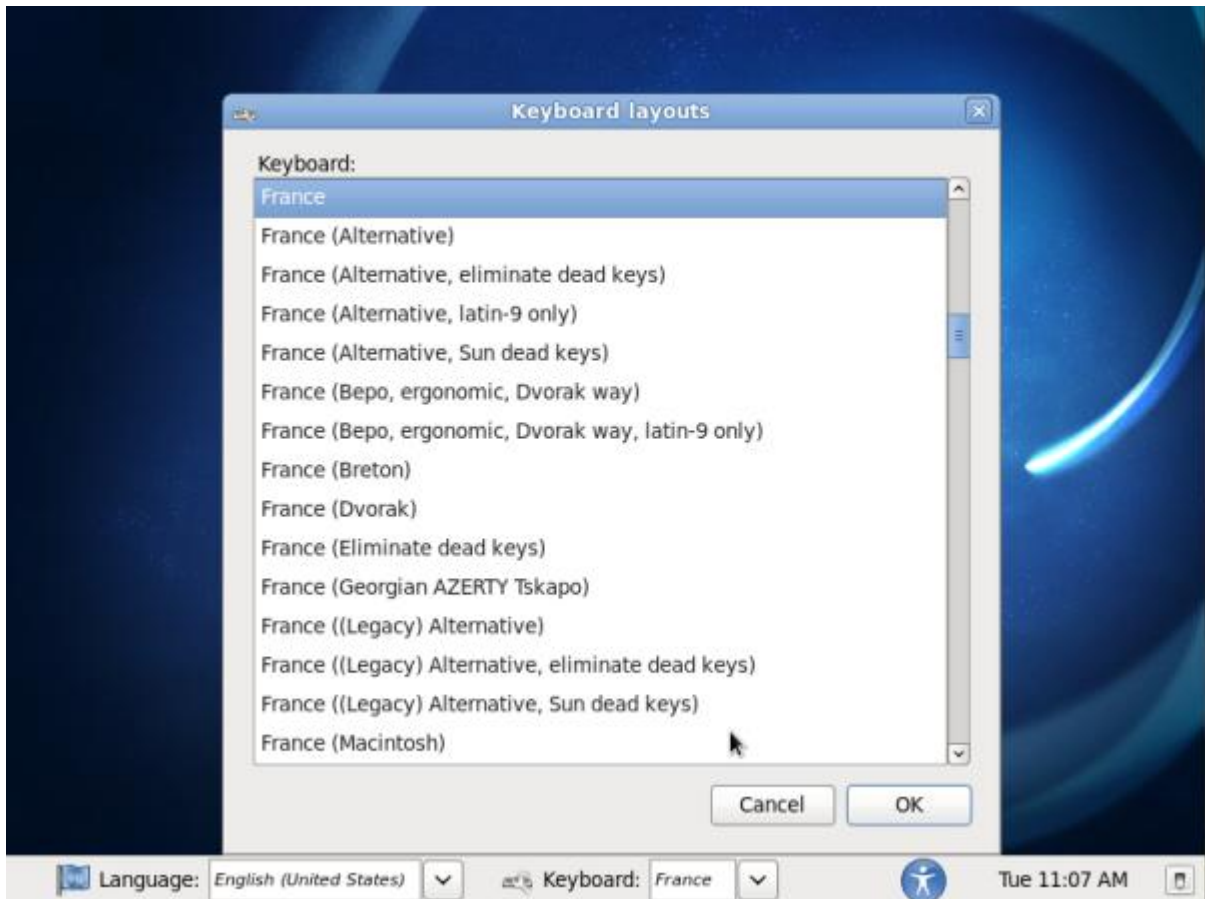 Keyboard layouts
Keyboard:
France
France (Alternative)
France (Alternative, eliminate dead keys)
France (Alternative, latin-9 only)
France (Alternative, Sun dead keys)
France (Bepo, ergonomic, Dvorak way)
France (Bepo, ergonomic, Dvorak way, latin-9 only)
France (Breton)
France (Dvorak)
France (Eliminate dead keys)
France (Georgian AZERTY Tskapo)
France ((Legacy) Alternative)
France ((Legacy) Alternative, eliminate dead keys)
France ((Legacy) Alternative, Sun dead keys)
France (Macintosh)
Cancel OK
Language: English (United States) Keyboard: France Tue 11:07 AM